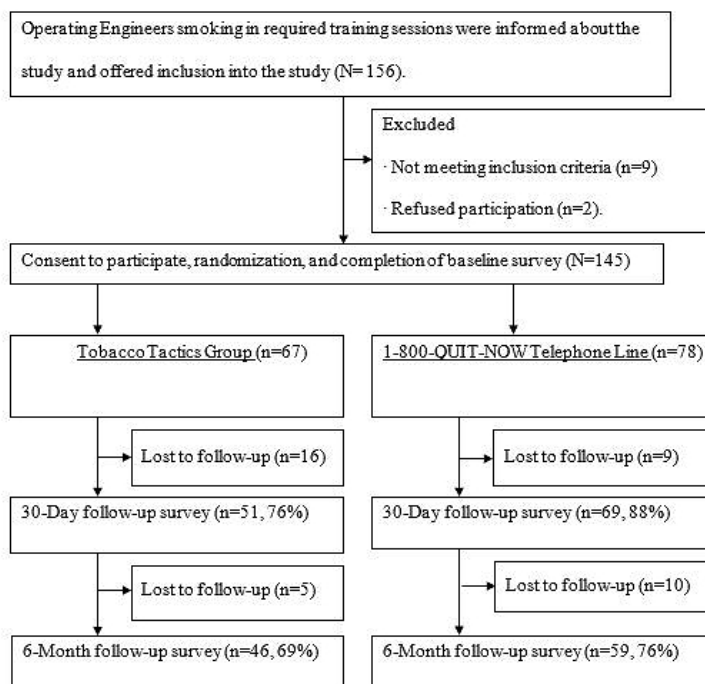 Operating Engineers smoking in required training sessions were informed about the
study and offered inclusion into the study (N=156).
Excluded
· Not meeting inclusion criteria (n=9)
· Refused participation (n=2).
Consent to participate, randomization, and completion of baseline survey (N=145)
Tobacco Tactics Group (n=67)
1-800-QUIT-NOW Telephone Line (n=78)
Lost to follow-up (n=16)
Lost to follow-up (n=9)
30-Day follow-up survey (n=51, 76%)
30-Day follow-up survey (n=69, 88%)
Lost to follow-up (n=5)
Lost to follow-up (n=10)
6-Month follow-up survey (n=46, 69%)
6-Month follow-up survey (n=59, 76%)